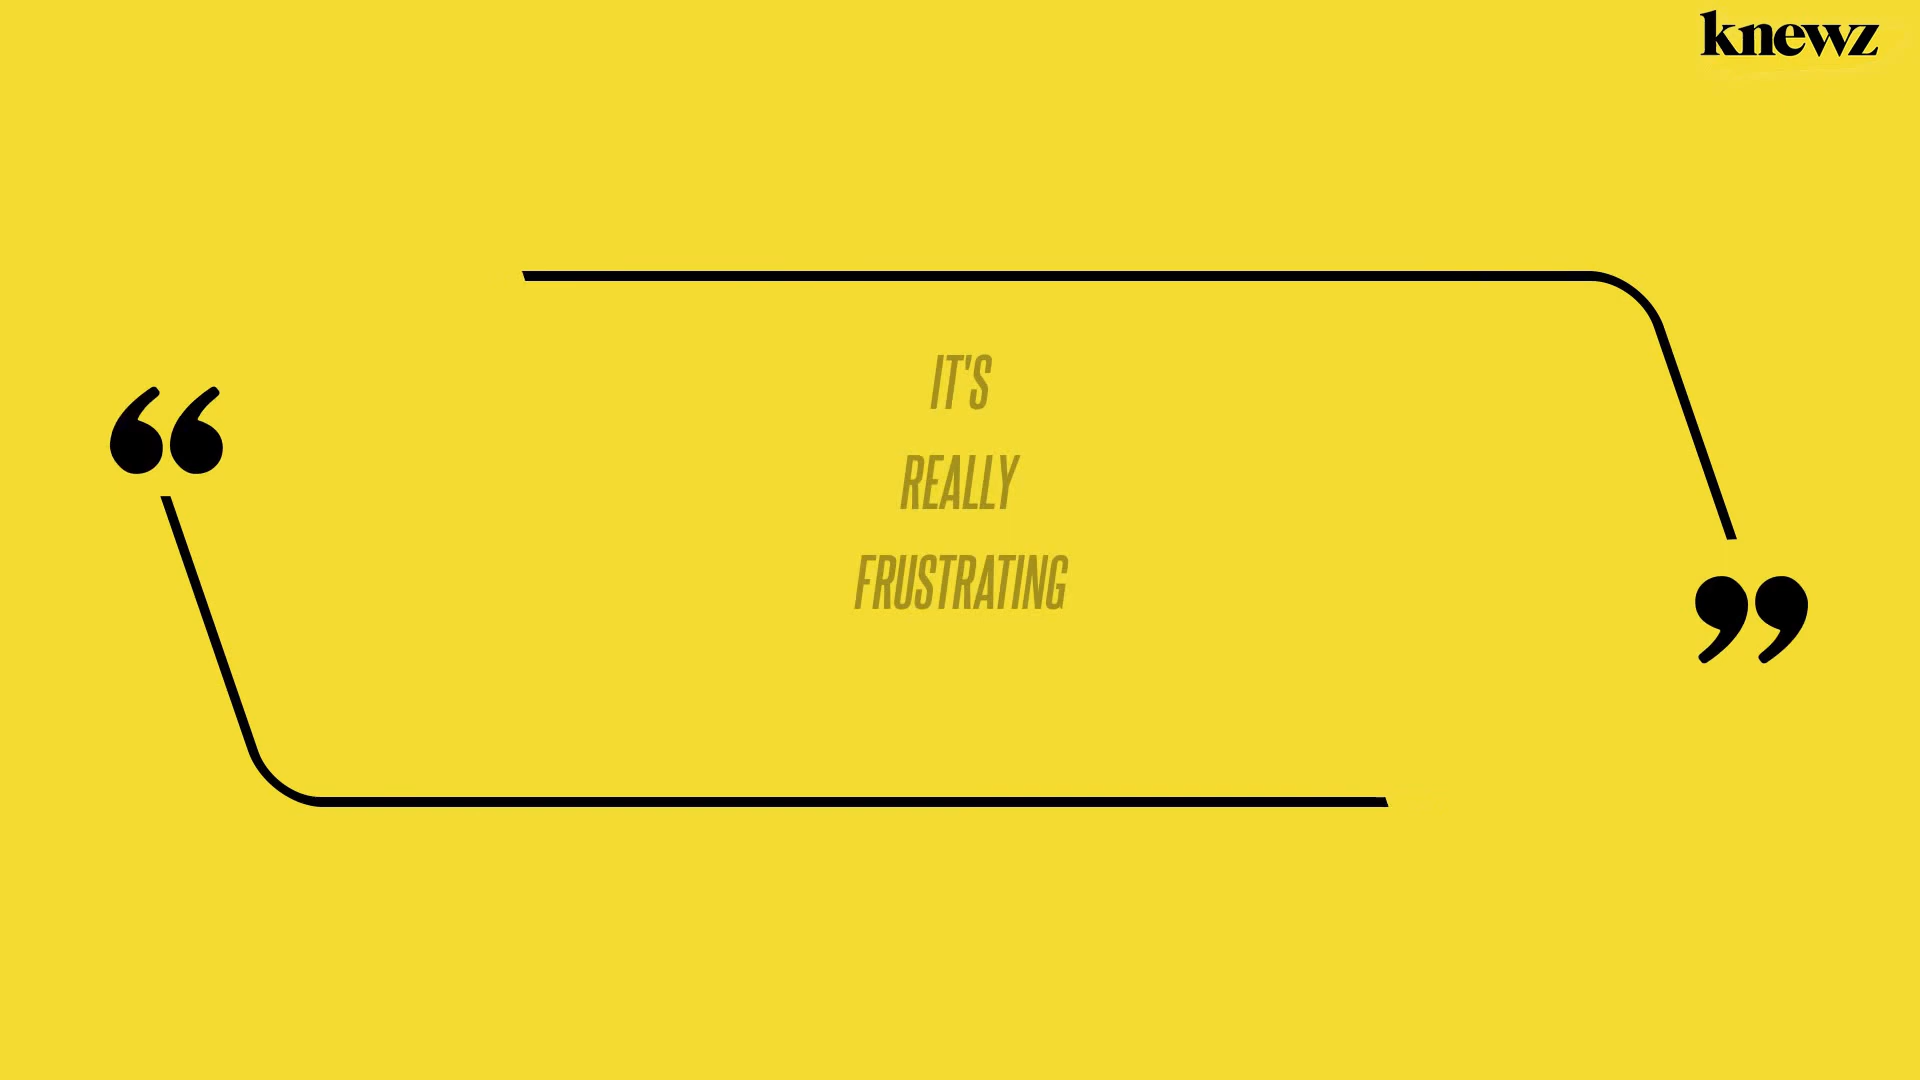 knewz
“
IT'S
REALLY
FRUSTRATING
”